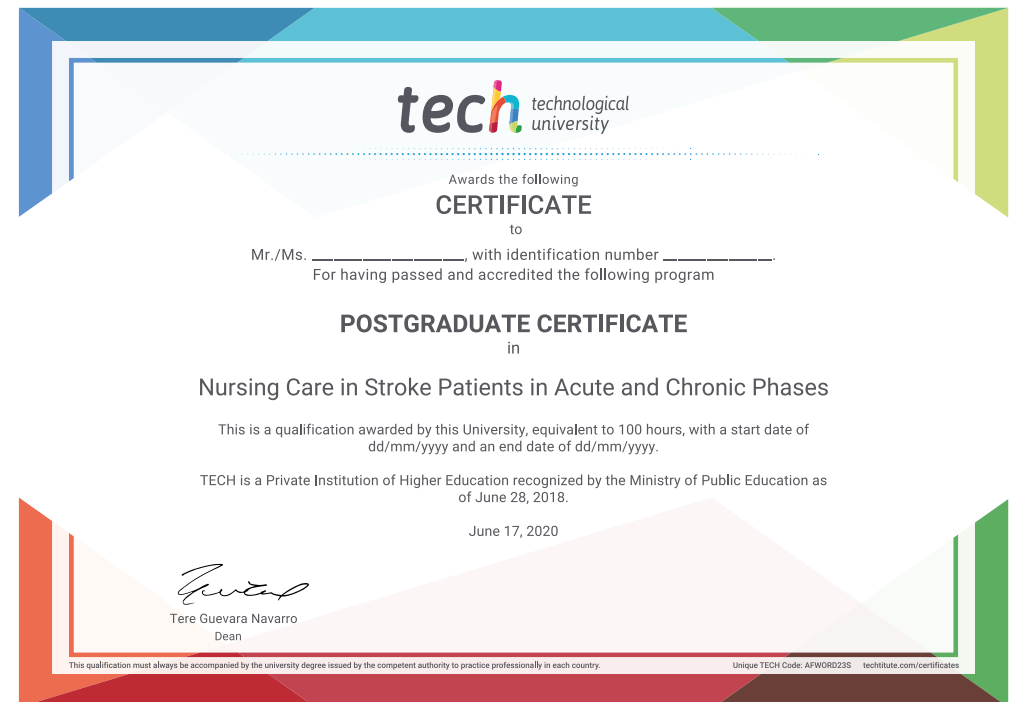 tech technological
university
Awards the following
CERTIFICATE
to
Mr./Ms. ________________, with identification number ____________.
For having passed and accredited the following program
POSTGRADUATE CERTIFICATE
in
Nursing Care in Stroke Patients in Acute and Chronic Phases
This is a qualification awarded by this University, equivalent to 100 hours, with a start date of
dd/mm/yyyy and an end date of dd/mm/yyyy.
TECH is a Private Institution of Higher Education recognized by the Ministry of Public Education as
of June 28, 2018.
June 17, 2020
Tere Guevara Navarro
Dean
This qualification must always be accompanied by the university degree issued by the competent authority to practice professionally in each country. Unique TECH Code: AFWORD23S techtitute.com/certificates